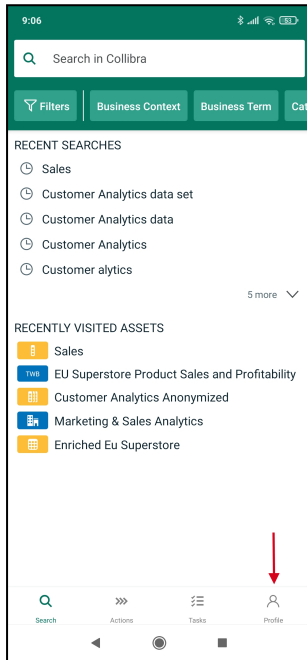 9:06
53
Search in Collibra
Filters
Business Context
Business Term
Cat
RECENT SEARCHES
Sales
Customer Analytics data set
Customer Analytics data
Customer Analytics
Customer alytics
5 more
RECENTLY VISITED ASSETS
Sales
TWB EU Superstore Product Sales and Profitability
Customer Analytics Anonymized
Marketing & Sales Analytics
Enriched Eu Superstore
Search
Actions
Tasks
Profile